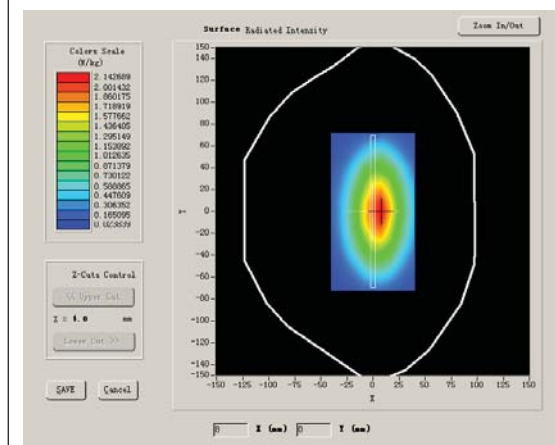 Surface Radiated Intensity
Zoom In/Out
Colors Scale
(W/kg)
2.142689
2.001432
1.860175
1.718919
1.577662
1.436405
1.295149
1.153892
1.012635
0.871379
0.730122
0.588865
0.447609
0.306352
0.165095
0.023839
Z-Cuts Control
<< Upper Cut
Z = 4.0 mm
Lower Cut >>
SAVE
Cancel
150
140
120
100
80
60
40
20
0
-20
-40
-60
-80
-100
-120
-140
-150
Y
-150 -125 -100 -75 -50 -25 0 25 50 75 100 125 150
X
8 X (mm) 0 Y (mm)